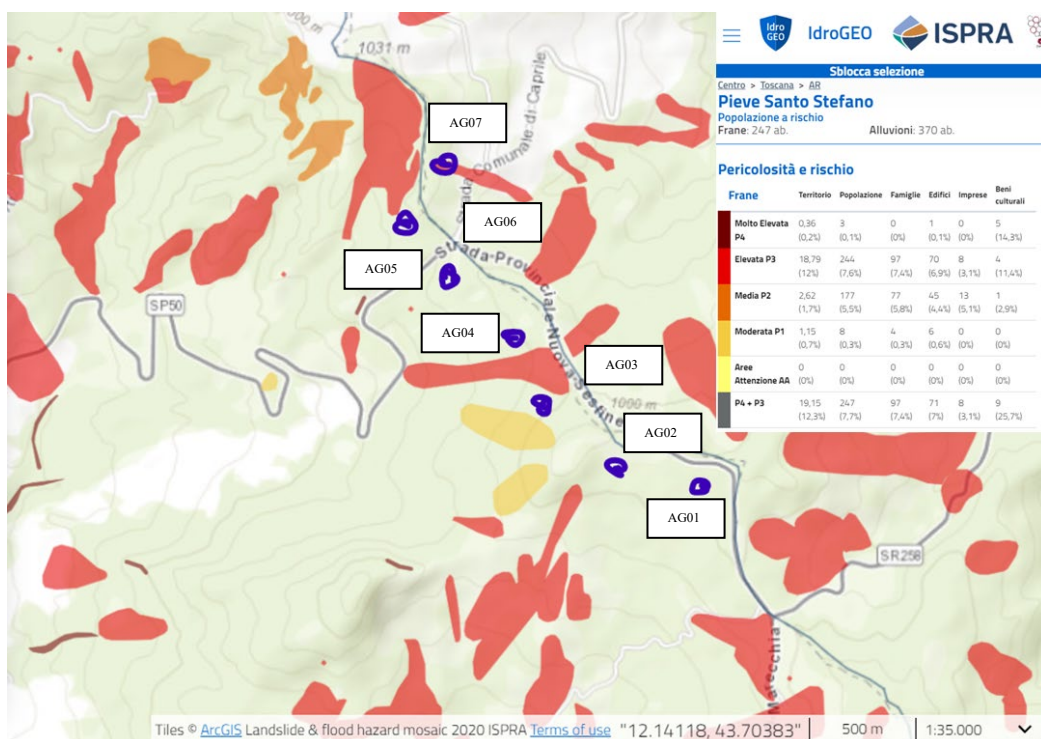 1031 m
Strada Comunale di Caprile
AG07
AG06
Strada-Provinciale-Nuova-Sestine
AG05
SP50
AG04
AG03
1000 m
AG02
AG01
SR258
Marecchia
Idro
GEO
IdroGEO
ISPRA
Sblocca selezione
Centro > Toscana > AR
Pieve Santo Stefano
Popolazione a rischio
Frane: 247 ab. Alluvioni: 370 ab.
Pericolosità e rischio
Frane Territorio Popolazione Famiglie Edifici Imprese Beni culturali
Molto Elevata P4 0,36 (0,2%) 3 (0,1%) 0 (0%) 1 (0,1%) 0 (0%) 5 (14,3%)
Elevata P3 18,79 (12%) 244 (7,6%) 97 (7,4%) 70 (6,9%) 8 (3,1%) 4 (11,4%)
Media P2 2,62 (1,7%) 177 (5,5%) 77 (5,8%) 45 (4,4%) 13 (5,1%) 1 (2,9%)
Moderata P1 1,15 (0,7%) 8 (0,3%) 4 (0,3%) 6 (0,6%) 0 (0%) 0 (0%)
Aree Attenzione AA 0 (0%) 0 (0%) 0 (0%) 0 (0%) 0 (0%) 0 (0%)
P4 + P3 19,15 (12,3%) 247 (7,7%) 97 (7,4%) 71 (7%) 8 (3,1%) 9 (25,7%)
Tiles © ArcGIS Landslide & flood hazard mosaic 2020 ISPRA Terms of use "12.14118, 43.70383" 500 m 1:35.000